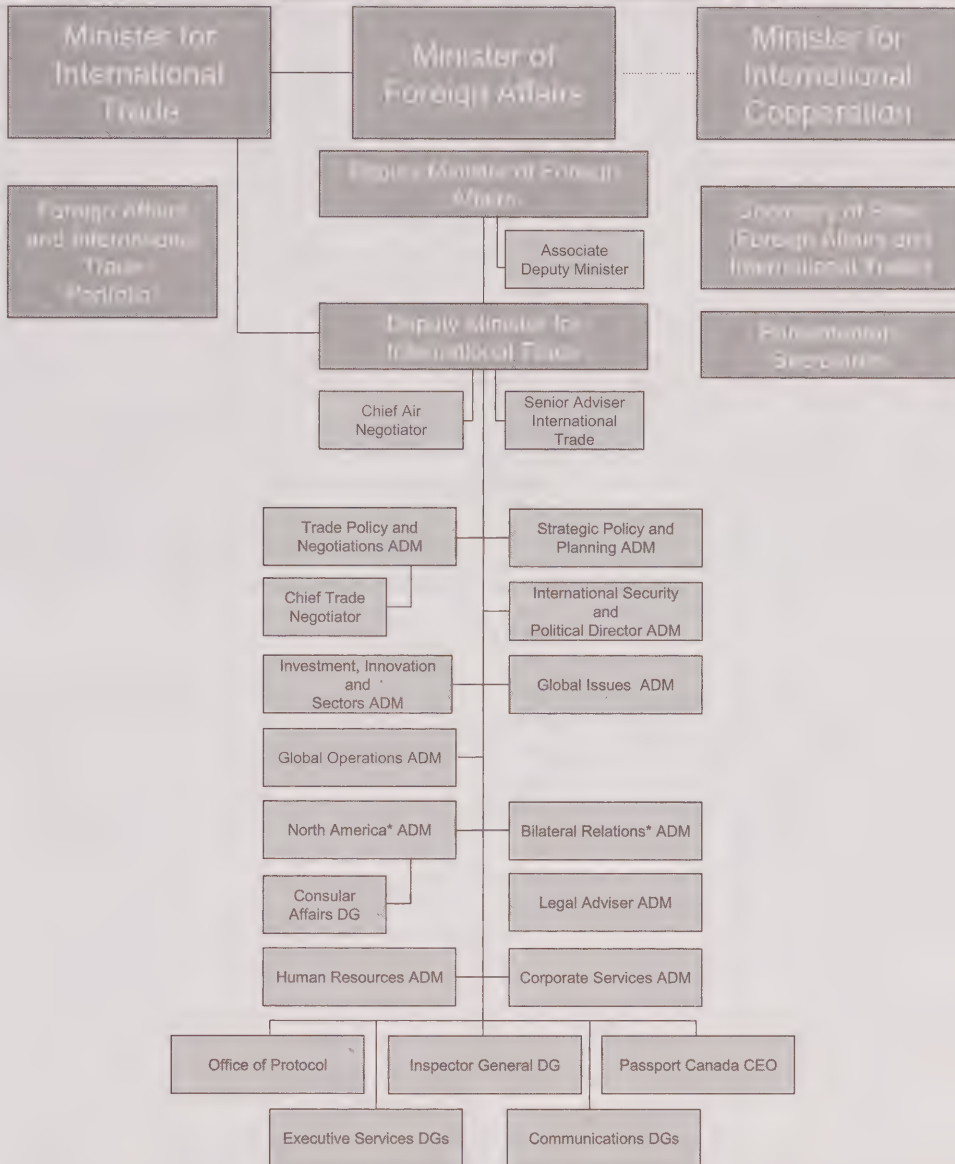 Minister for
International
Trade
Minister of
Foreign Affairs
Minister for
International
Cooperation
Deputy Minister of Foreign
Affairs
Foreign Affairs
and International
Trade
Portfolio
Secretary of State
(Foreign Affairs and
International Trade)
Associate
Deputy Minister
Deputy Minister for
International Trade
Parliamentary
Secretaries
Chief Air
Negotiator
Senior Adviser
International
Trade
Trade Policy and
Negotiations ADM
Strategic Policy and
Planning ADM
Chief Trade
Negotiator
International Security
and
Political Director ADM
Investment, Innovation
and
Sectors ADM
Global Issues ADM
Global Operations ADM
North America* ADM
Bilateral Relations* ADM
Consular
Affairs DG
Legal Adviser ADM
Human Resources ADM
Corporate Services ADM
Office of Protocol
Inspector General DG
Passport Canada CEO
Executive Services DGs
Communications DGs